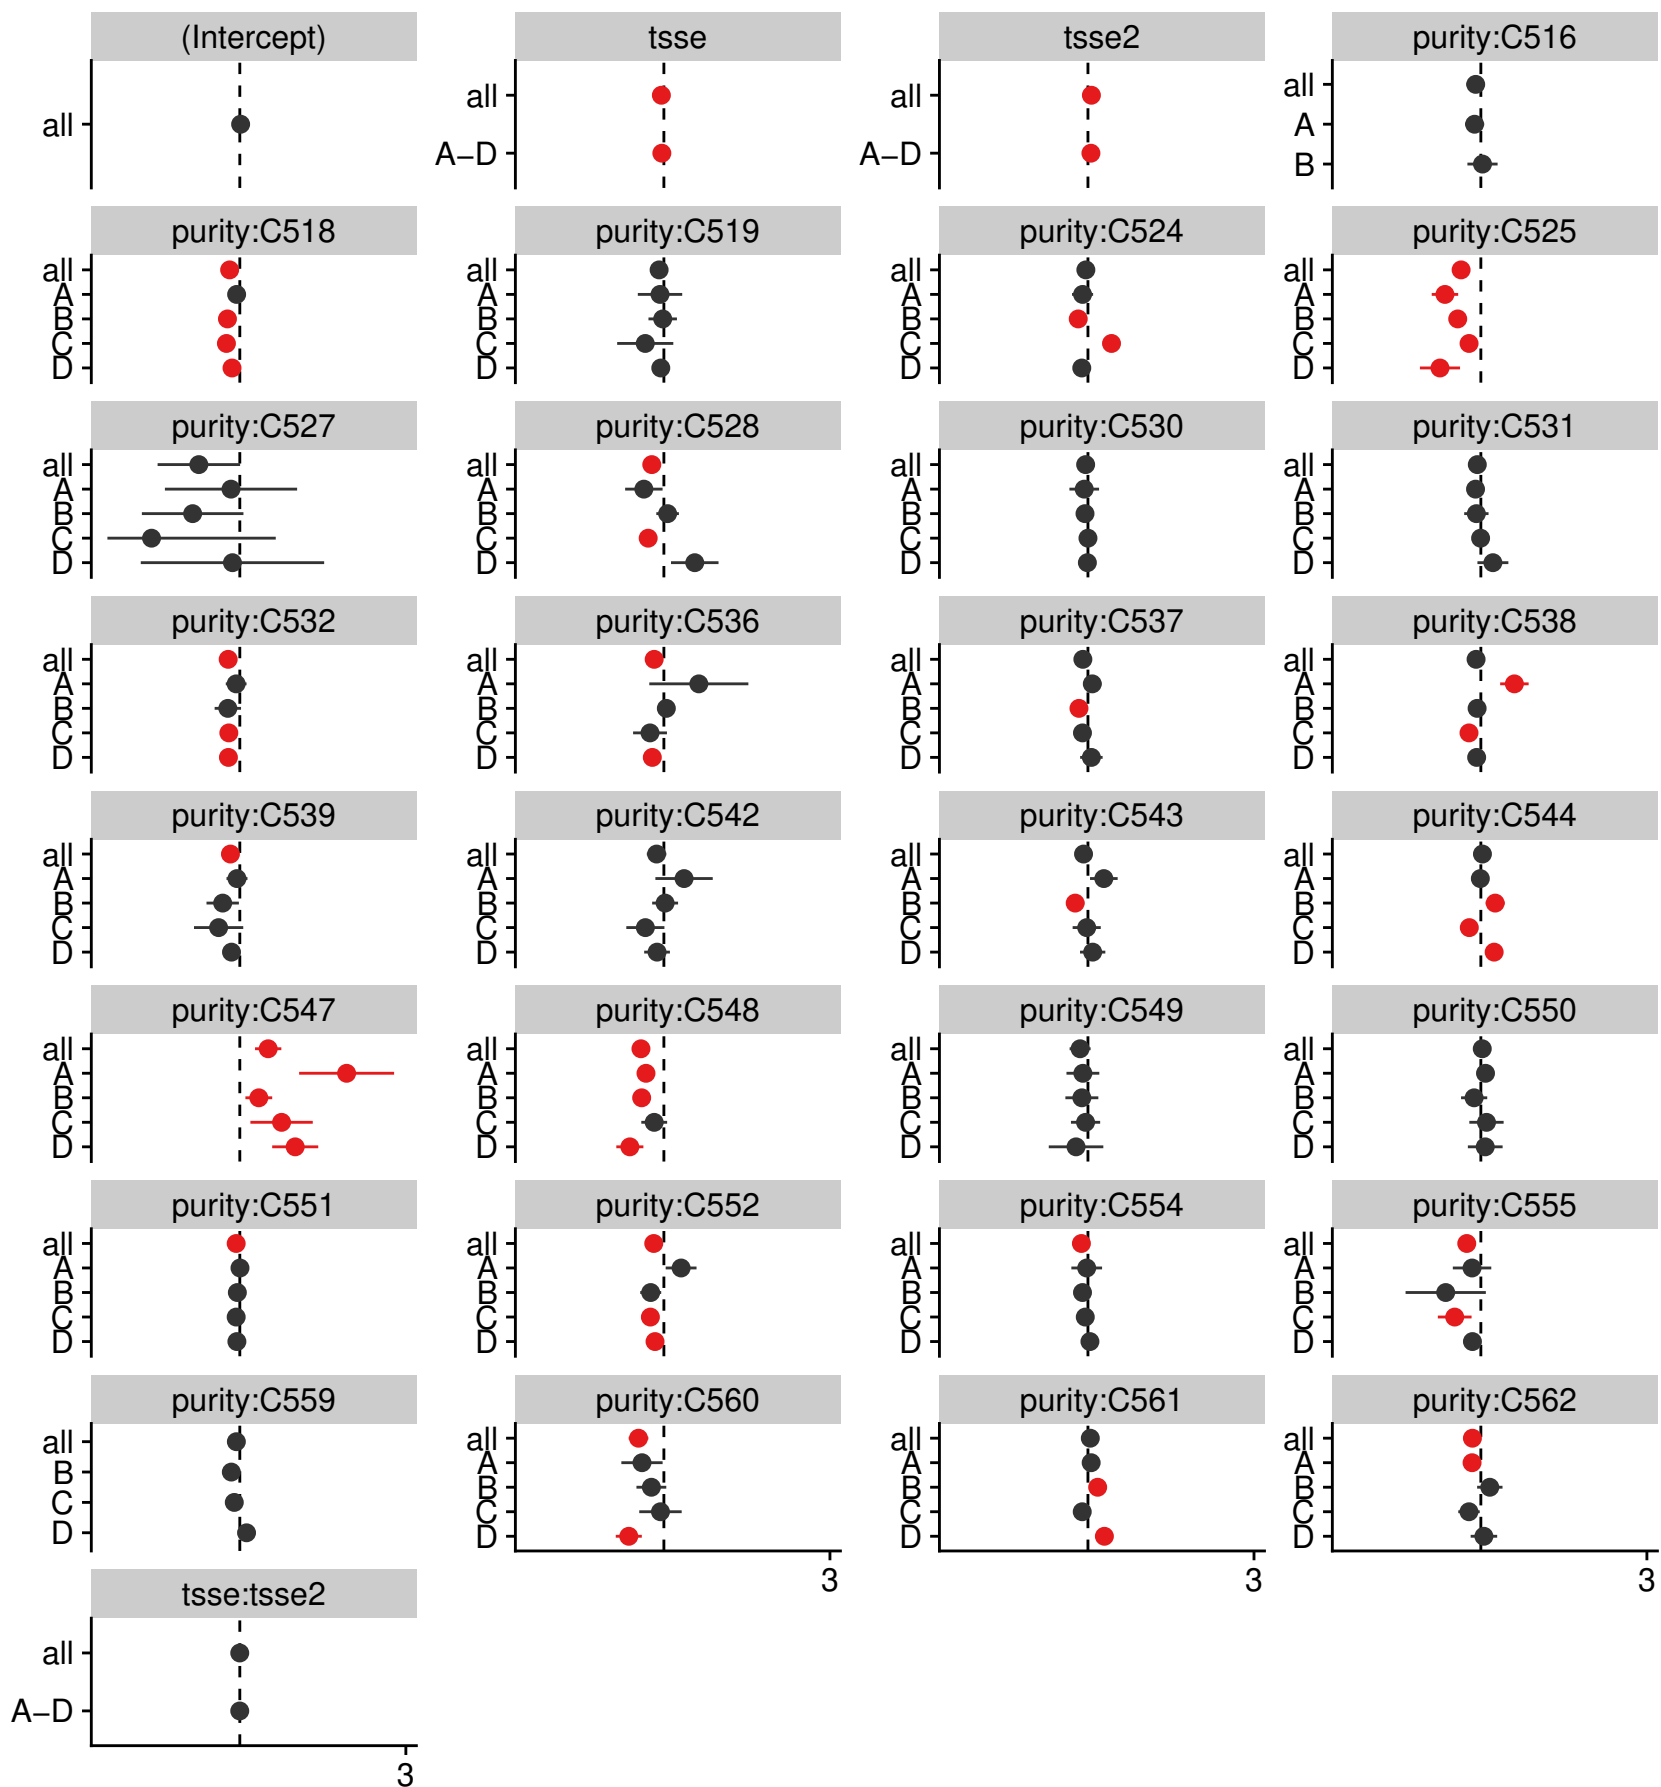 (Intercept)
all
tsse
all
A−D
tsse2
all
A−D
purity:C516
all
A
B
purity:C518
all
A
B
C
D
purity:C519
all
A
B
C
D
purity:C524
all
A
B
C
D
purity:C525
all
A
B
C
D
purity:C527
all
A
B
C
D
purity:C528
all
A
B
C
D
purity:C530
all
A
B
C
D
purity:C531
all
A
B
C
D
purity:C532
all
A
B
C
D
purity:C536
all
A
B
C
D
purity:C537
all
A
B
C
D
purity:C538
all
A
B
C
D
purity:C539
all
A
B
C
D
purity:C542
all
A
B
C
D
purity:C543
all
A
B
C
D
purity:C544
all
A
B
C
D
purity:C547
all
A
B
C
D
purity:C548
all
A
B
C
D
purity:C549
all
A
B
C
D
purity:C550
all
A
B
C
D
purity:C551
all
A
B
C
D
purity:C552
all
A
B
C
D
purity:C554
all
A
B
C
D
purity:C555
all
A
B
C
D
purity:C559
all
B
C
D
purity:C560
all
A
B
C
D
3
purity:C561
all
A
B
C
D
3
purity:C562
all
A
B
C
D
3
tsse:tsse2
all
A−D
3